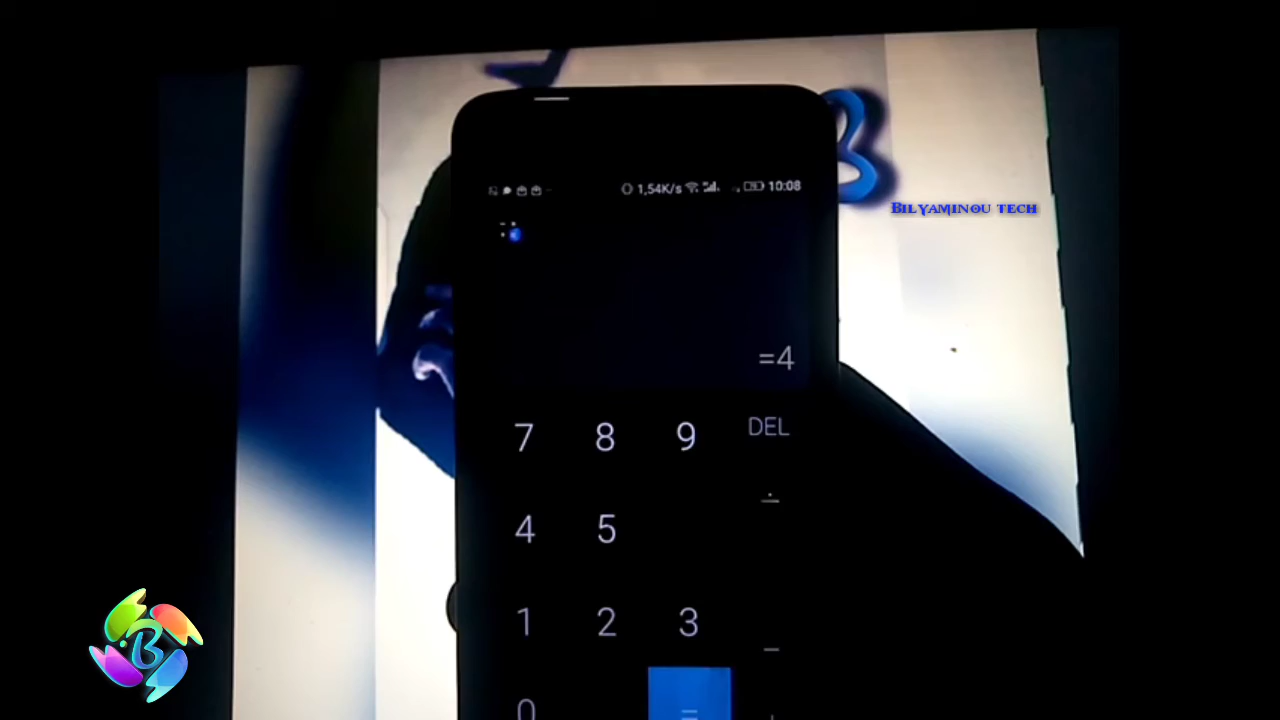 1,54K/s 10:08
BILYAMINOU TECH
=4
7 8 9 DEL
÷
4 5
1 2 3 −
0 = +
B